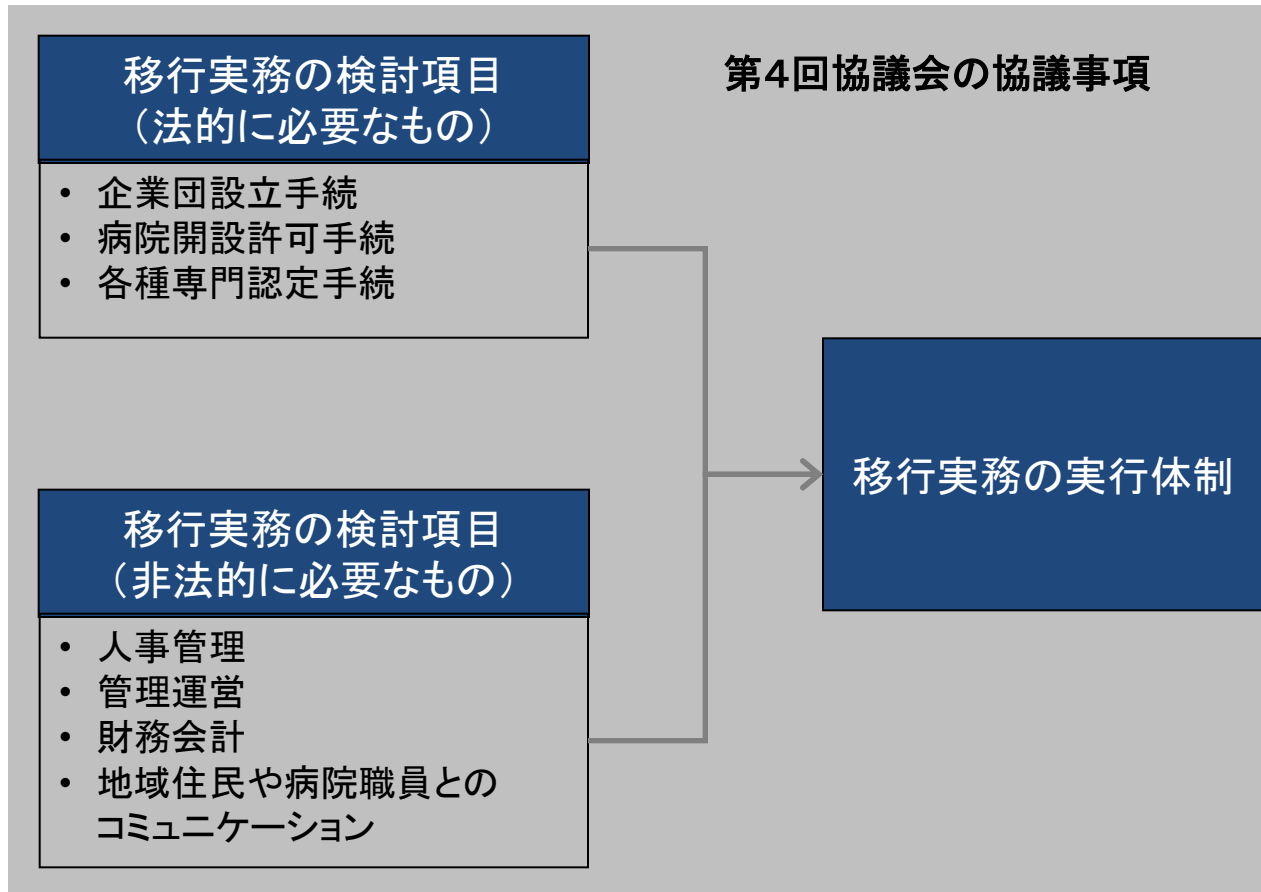 第4回協議会の協議事項
移行実務の検討項目
（法的に必要なもの）
• 企業団設立手続
• 病院開設許可手続
• 各種専門認定手続
移行実務の検討項目
（非法的に必要なもの）
• 人事管理
• 管理運営
• 財務会計
• 地域住民や病院職員との
コミュニケーション
移行実務の実行体制